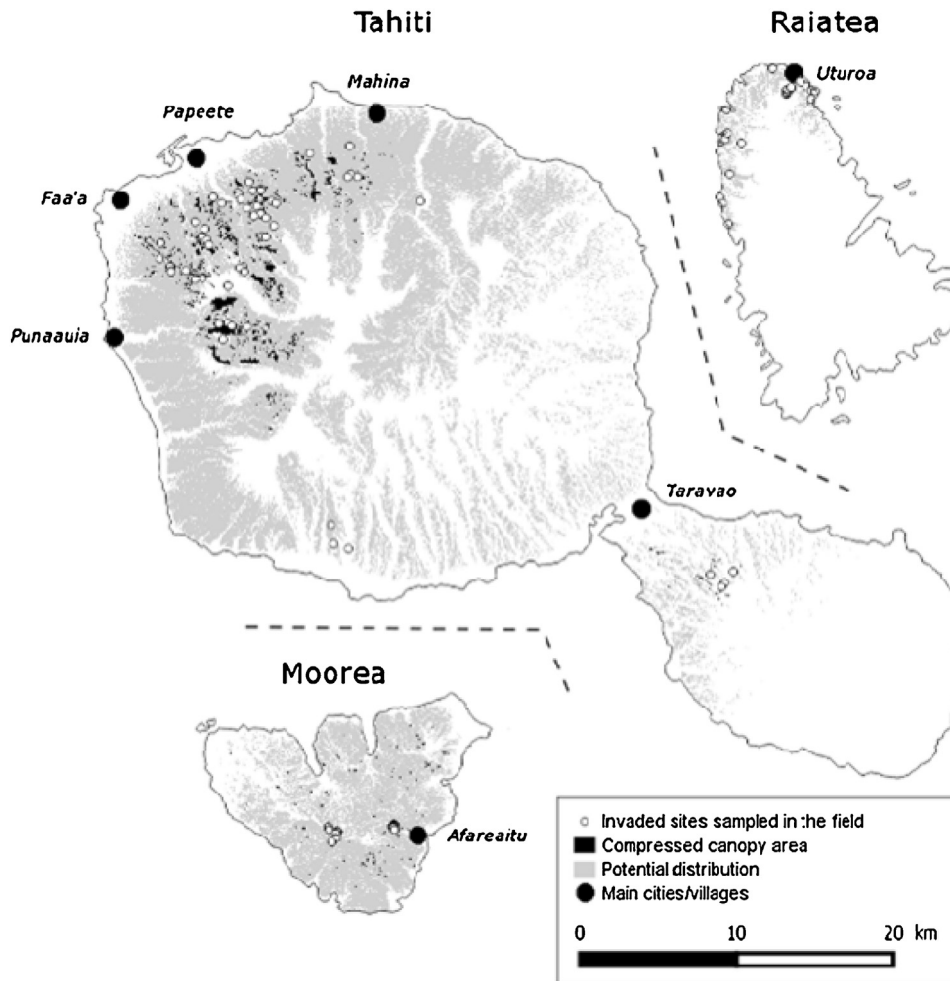 Tahiti
Raiatea
Mahina
Uturoa
Papeete
Faa'a
Punaauia
Taravao
Moorea
Afareaitu
Invaded sites sampled in the field
Compressed canopy area
Potential distribution
Main cities/villages
0 10 20 km